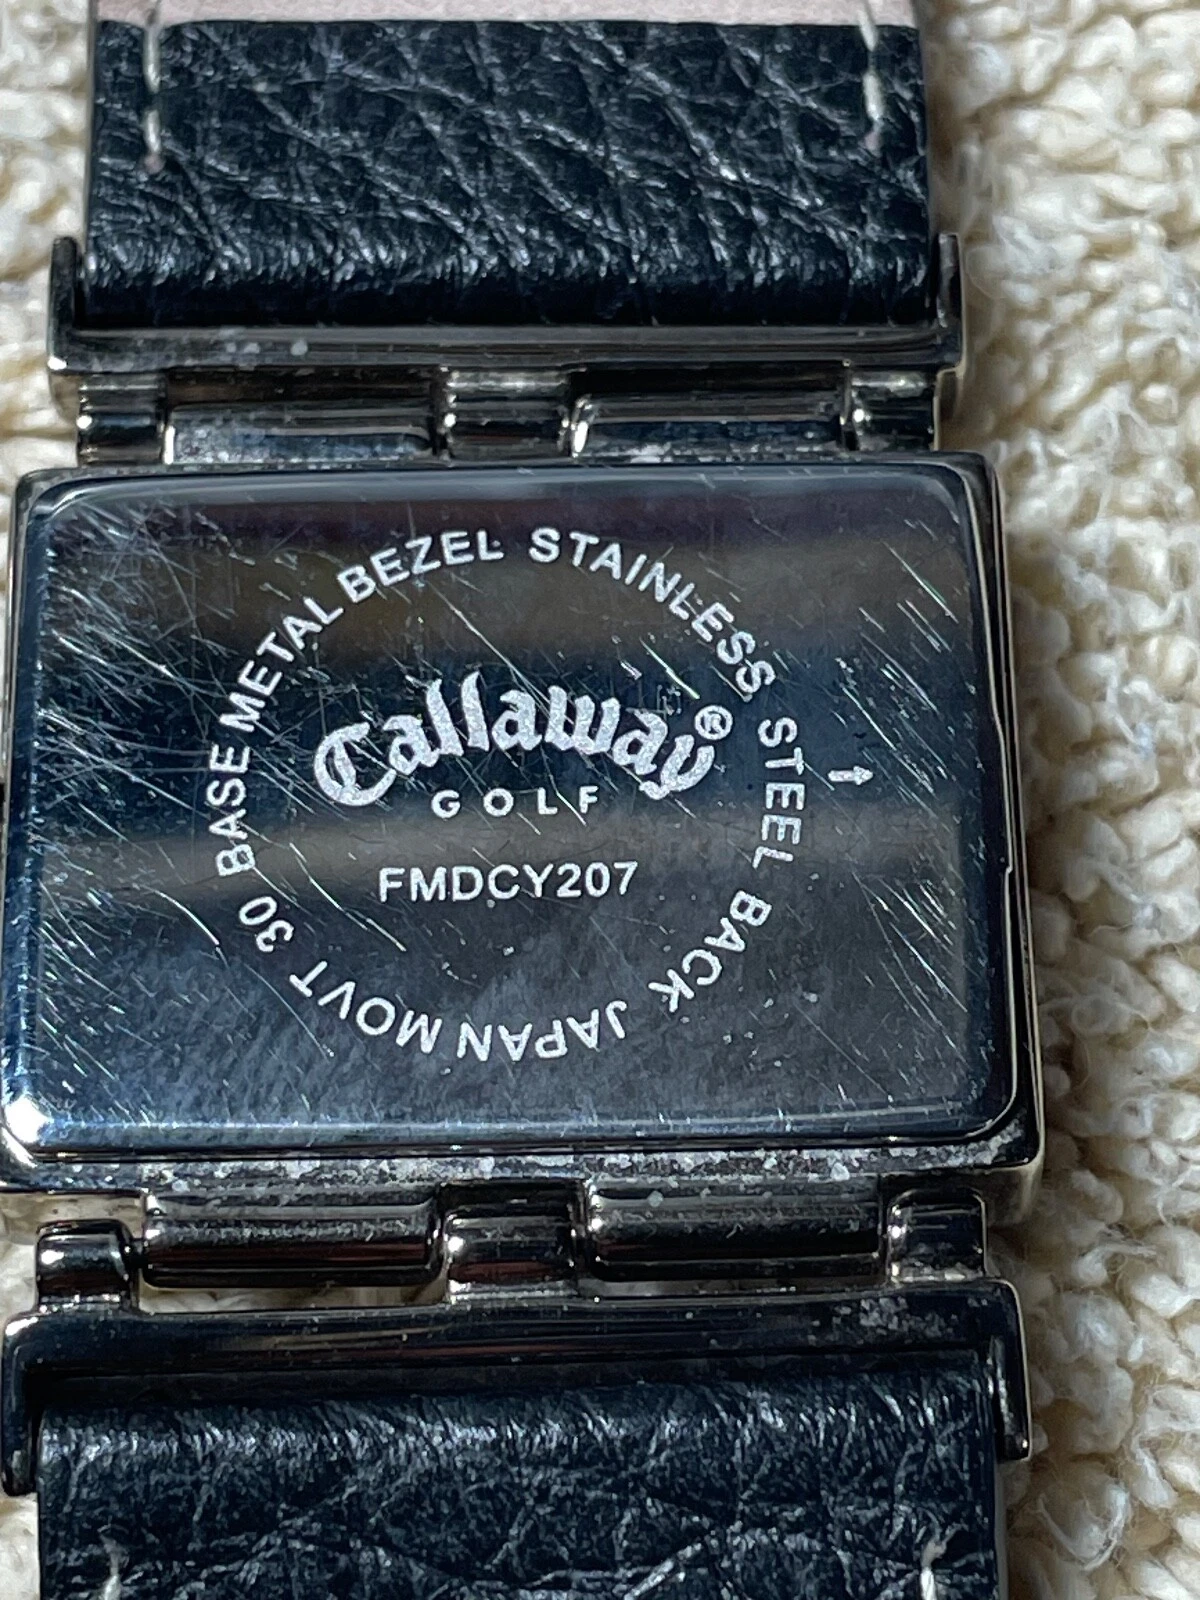 BASE METAL BEZEL STAINLESS STEEL BACK JAPAN MOVT 30
Callaway®
GOLF
FMDCY207
↑